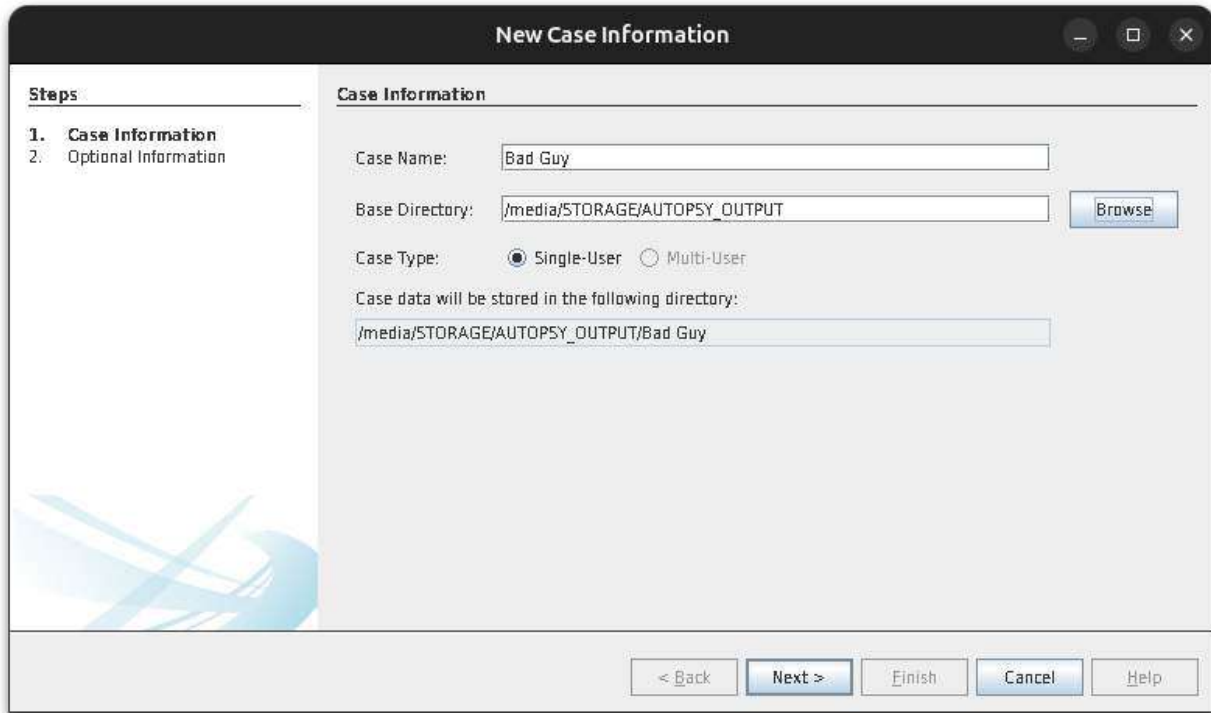 New Case Information
Steps
1. Case Information
2. Optional Information
Case Information
Case Name: Bad Guy
Base Directory: /media/STORAGE/AUTOPSY_OUTPUT Browse
Case Type: Single-User Multi-User
Case data will be stored in the following directory:
/media/STORAGE/AUTOPSY_OUTPUT/Bad Guy
< Back Next > Finish Cancel Help